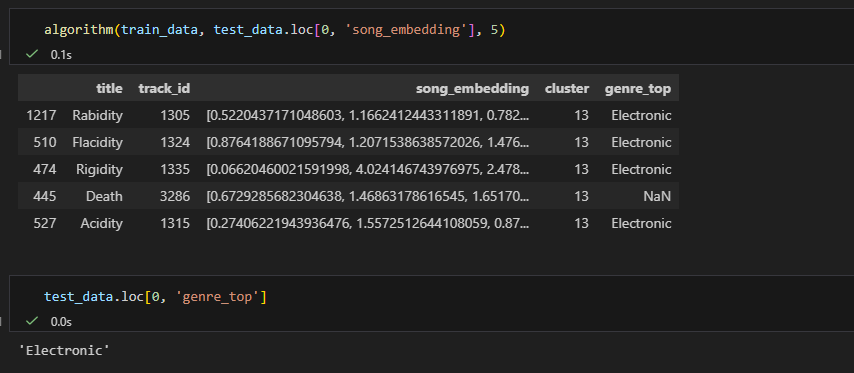 algorithm(train_data, test_data.loc[0, 'song_embedding'], 5)
0.1s
title track_id song_embedding cluster genre_top
1217 Rabidity 1305 [0.5220437171048603, 1.1662412443311891, 0.782... 13 Electronic
510 Flacidity 1324 [0.8764188671095794, 1.2071538638572026, 1.476... 13 Electronic
474 Rigidity 1335 [0.06620460021591998, 4.024146743976975, 2.478... 13 Electronic
445 Death 3286 [0.6729285682304638, 1.46863178616545, 1.65170... 13 NaN
527 Acidity 1315 [0.27406221943936476, 1.5572512644108059, 0.87... 13 Electronic
test_data.loc[0, 'genre_top']
0.0s
'Electronic'